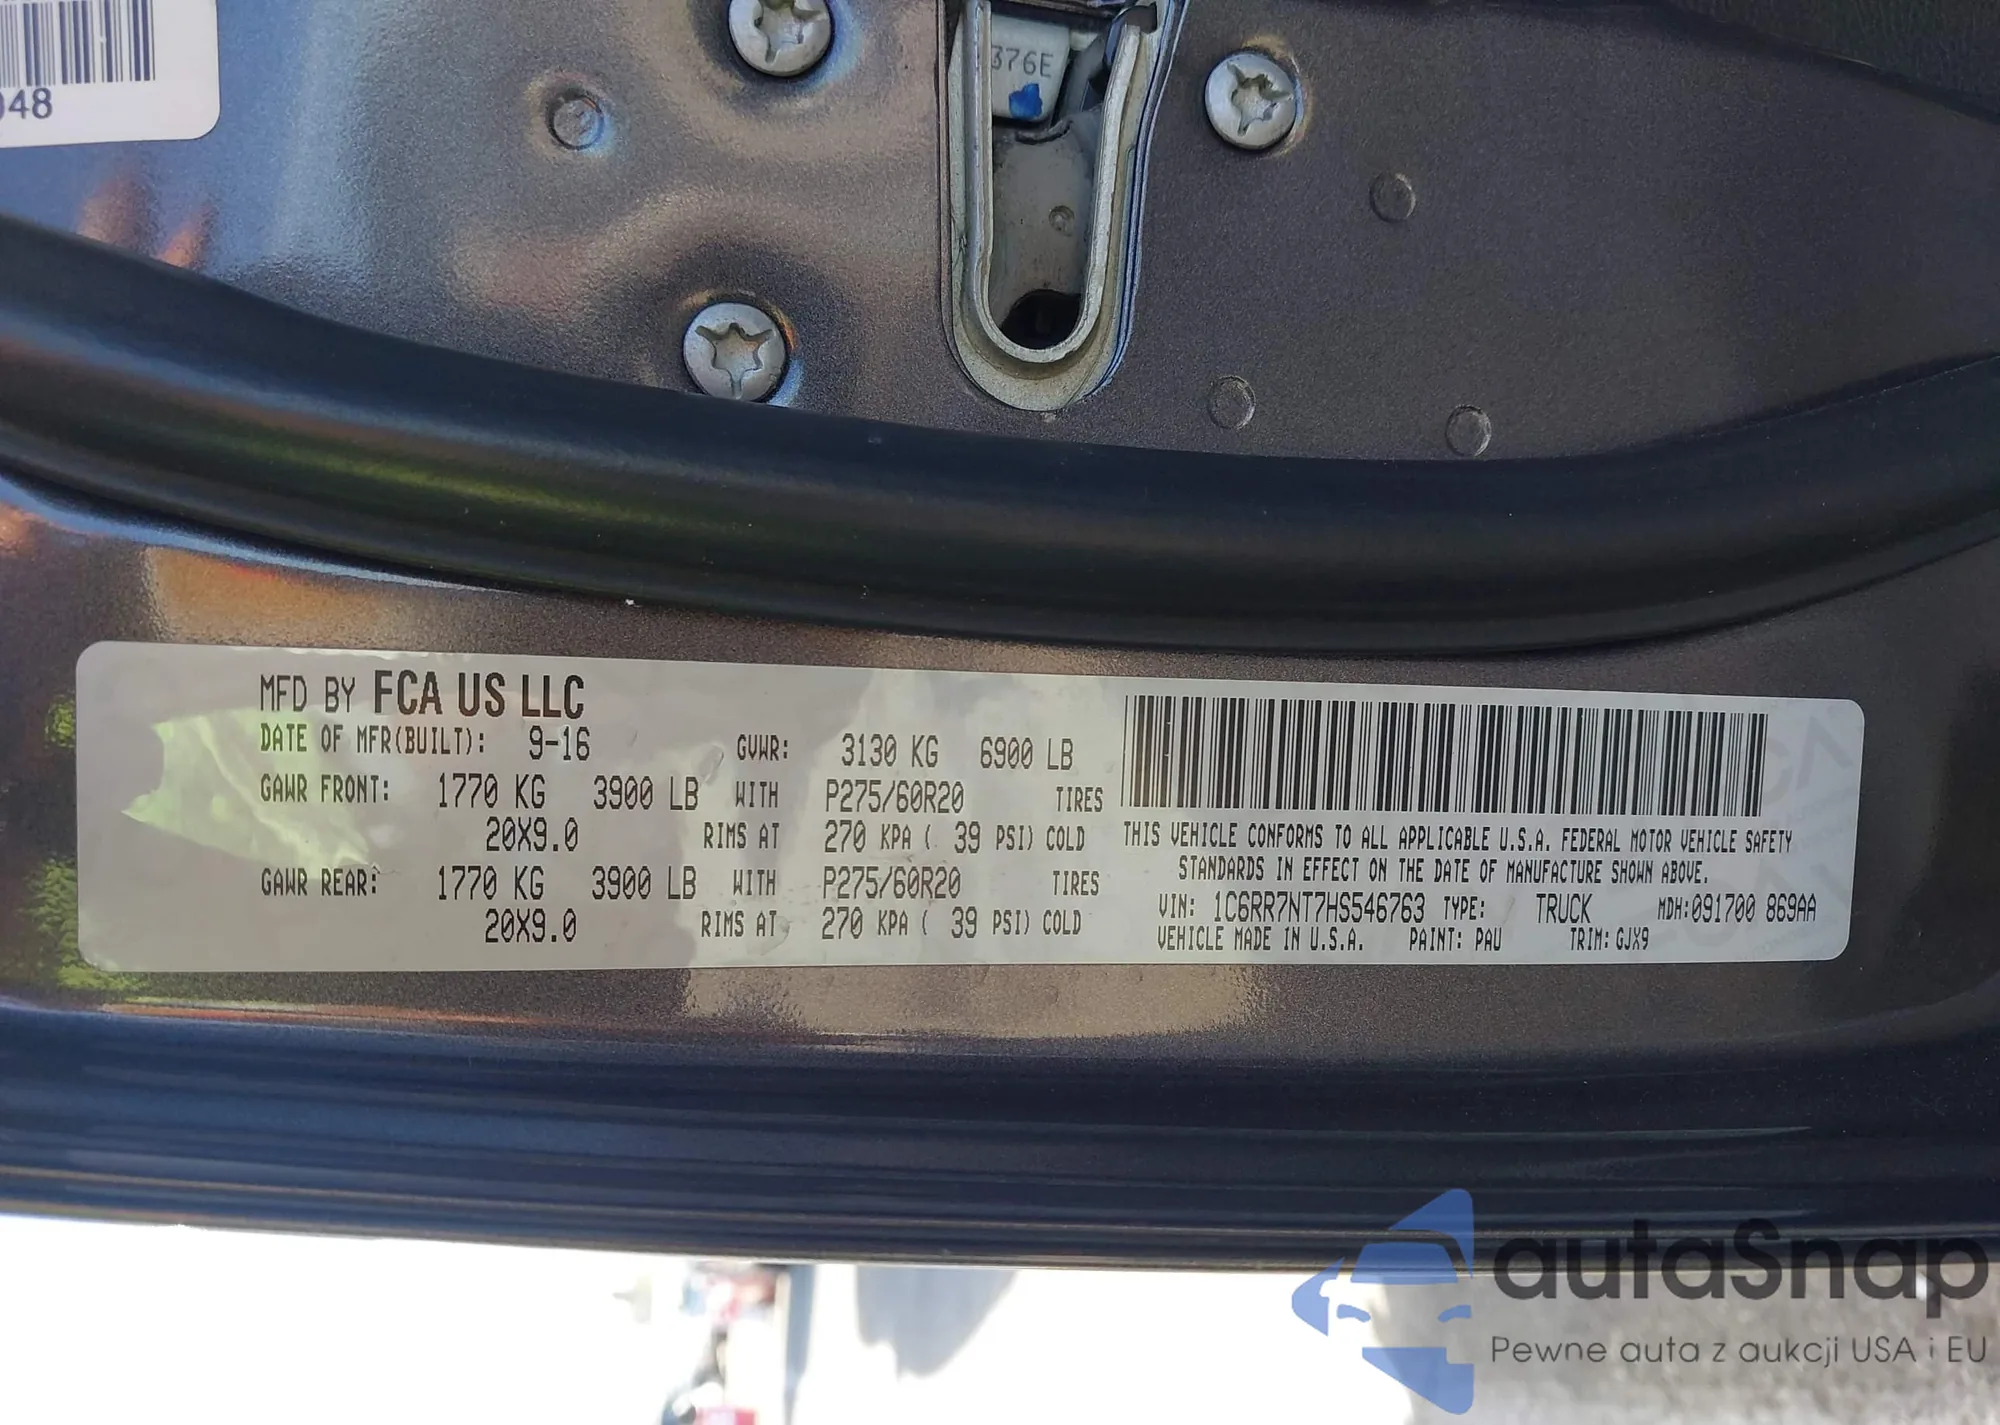 048
376E
MFD BY FCA US LLC
DATE OF MFR(BUILT): 9-16 GVWR: 3130 KG 6900 LB
GAWR FRONT: 1770 KG 3900 LB WITH P275/60R20 TIRES
20X9.0 RIMS AT 270 KPA ( 39 PSI) COLD
GAWR REAR: 1770 KG 3900 LB WITH P275/60R20 TIRES
20X9.0 RIMS AT 270 KPA ( 39 PSI) COLD
THIS VEHICLE CONFORMS TO ALL APPLICABLE U.S.A. FEDERAL MOTOR VEHICLE SAFETY
STANDARDS IN EFFECT ON THE DATE OF MANUFACTURE SHOWN ABOVE.
VIN: 1C6RR7NT7HS546763 TYPE: TRUCK MDH:091700 869AA
VEHICLE MADE IN U.S.A. PAINT: PAU TRIM: GJX9
autaSnap
Pewne auta z aukcji USA i EU